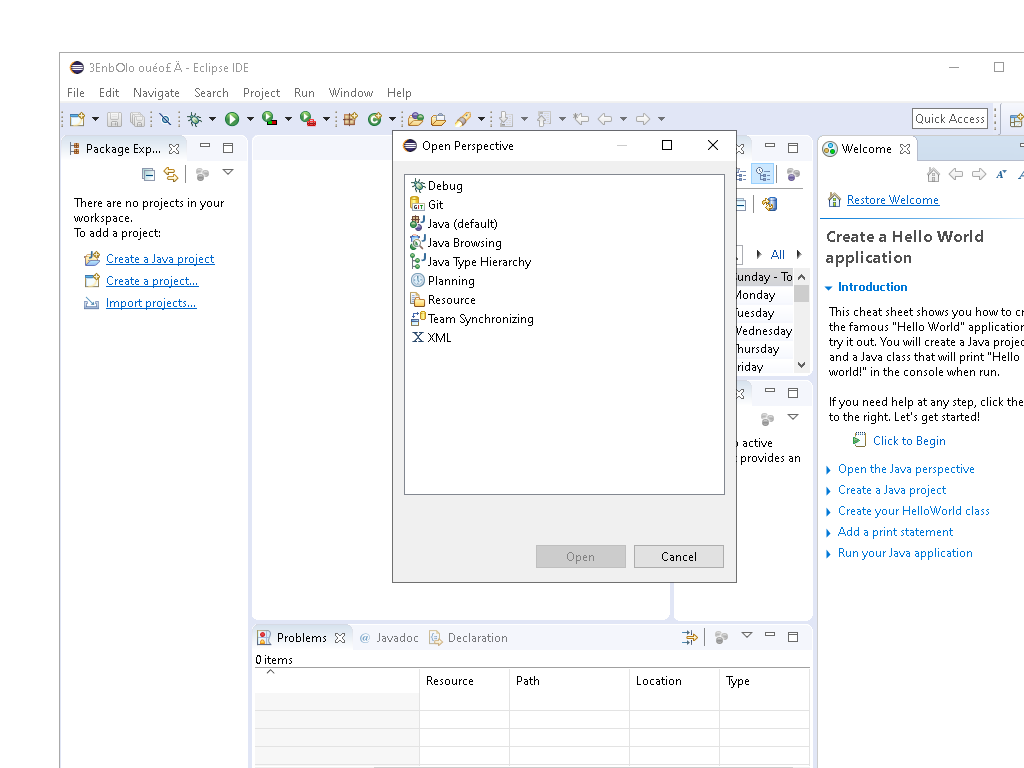 3EnbOlo ouéo£ Ä - Eclipse IDE
File Edit Navigate Search Project Run Window Help
Quick Access
Package Exp...
There are no projects in your
workspace.
To add a project:
Create a Java project
Create a project...
Import projects...
Open Perspective
Debug
Git
Java (default)
Java Browsing
Java Type Hierarchy
Planning
Resource
Team Synchronizing
XML
Open
Cancel
All
unday - To
Monday
Tuesday
Wednesday
Thursday
riday
active
provides an
Welcome
Restore Welcome
Create a Hello World
application
Introduction
This cheat sheet shows you how to cr
the famous "Hello World" application
try it out. You will create a Java projec
and a Java class that will print "Hello
world!" in the console when run.
If you need help at any step, click the
to the right. Let's get started!
Click to Begin
Open the Java perspective
Create a Java project
Create your HelloWorld class
Add a print statement
Run your Java application
Problems
@ Javadoc
Declaration
0 items
Resource Path Location Type